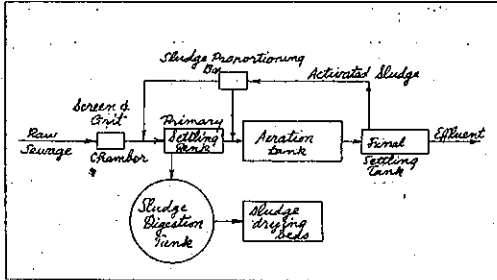 Sludge Proportioning
Box
Activated Sludge
Screen &
Grit
Chamber
Primary
Settling
Tank
Raw
Sewage
Aeration
Tank
Final
Settling
Tank
Effluent
Sludge
Digestion
Tank
Sludge
drying
beds